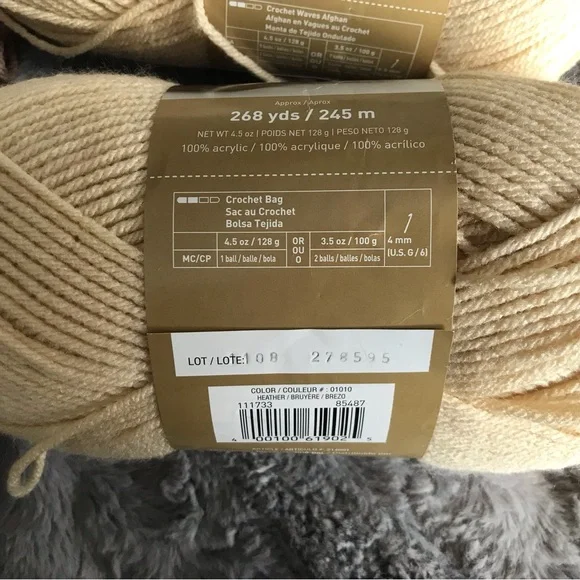 Crochet Waves Afghan
Afghan en Vagues au Crochet
Manta de Tejido Ondulado
4.5 oz / 128 g OR OU 3.5 oz / 100 g
Approx / Aprox
268 yds / 245 m
NET WT 4.5 oz | POIDS NET 128 g | PESO NETO 128 g
100% acrylic / 100% acrylique / 100% acrílico
Crochet Bag
Sac au Crochet
Bolsa Tejida
4.5 oz / 128 g OR OU O 3.5 oz / 100 g
MC/CP 1 ball / balle / bola 2 balls / balles / bolas
4 mm
(U.S. G / 6)
LOT / LOTE: 108 278595
COLOR / COULEUR # : 01010
HEATHER / BRUYÈRE / BREZO
111733 85487
4 00100 61902 5